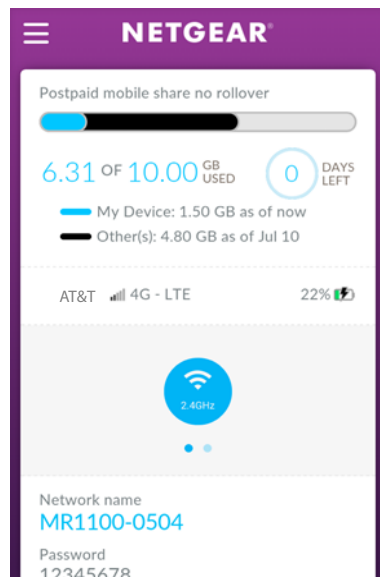 NETGEAR®
Postpaid mobile share no rollover
6.31 OF 10.00 GB USED
0 DAYS LEFT
My Device: 1.50 GB as of now
Other(s): 4.80 GB as of Jul 10
AT&T 4G - LTE 22%
2.4GHz
Network name
MR1100-0504
Password
12345678